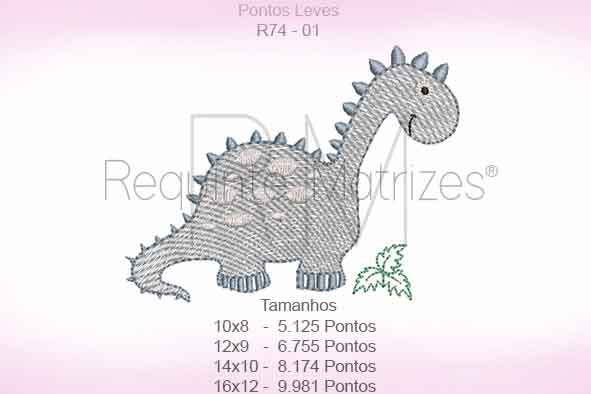 Pontos Leves
R74 - 01
RM
Requinte Matrizes®
Tamanhos
10x8 - 5.125 Pontos
12x9 - 6.755 Pontos
14x10 - 8.174 Pontos
16x12 - 9.981 Pontos